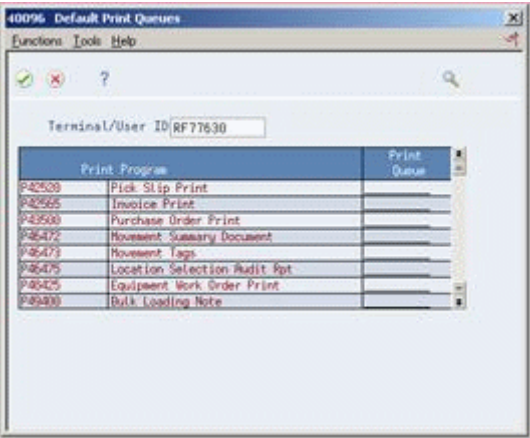 40096 Default Print Queues
Functions Tools Help
?
Terminal/User ID RF77630
Print Program Print Queue
P42520 Pick Slip Print
P42565 Invoice Print
P43500 Purchase Order Print
P46472 Movement Summary Document
P46473 Movement Tags
P46475 Location Selection Audit Rpt
P48425 Equipment Work Order Print
P49400 Bulk Loading Note